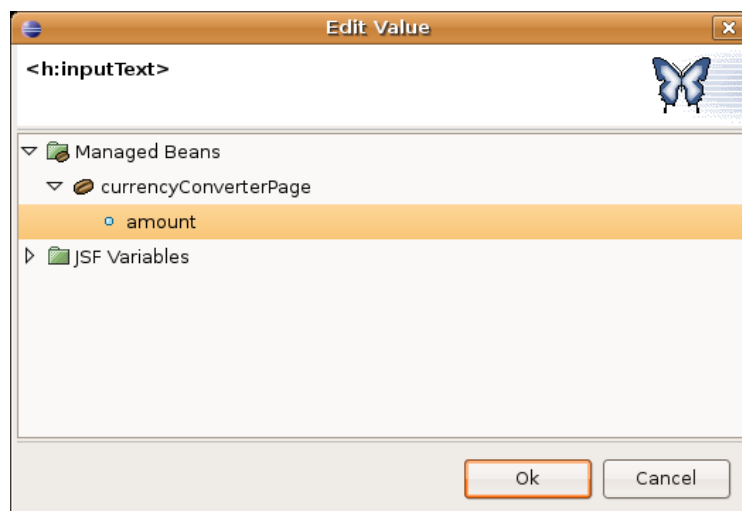 Edit Value
<h:inputText>
Managed Beans
currencyConverterPage
amount
JSF Variables
Ok Cancel